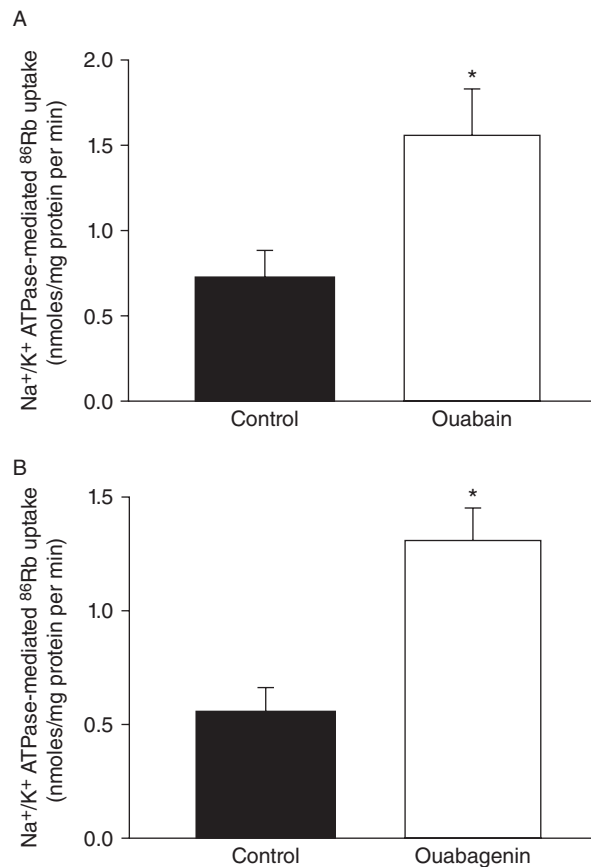 A
Na⁺/K⁺ ATPase-mediated ⁸⁶Rb uptake
(nmoles/mg protein per min)
2.0
1.5
1.0
0.5
0.0
*
Control
Ouabain
B
Na⁺/K⁺ ATPase-mediated ⁸⁶Rb uptake
(nmoles/mg protein per min)
1.5
1.0
0.5
0.0
*
Control
Ouabagenin